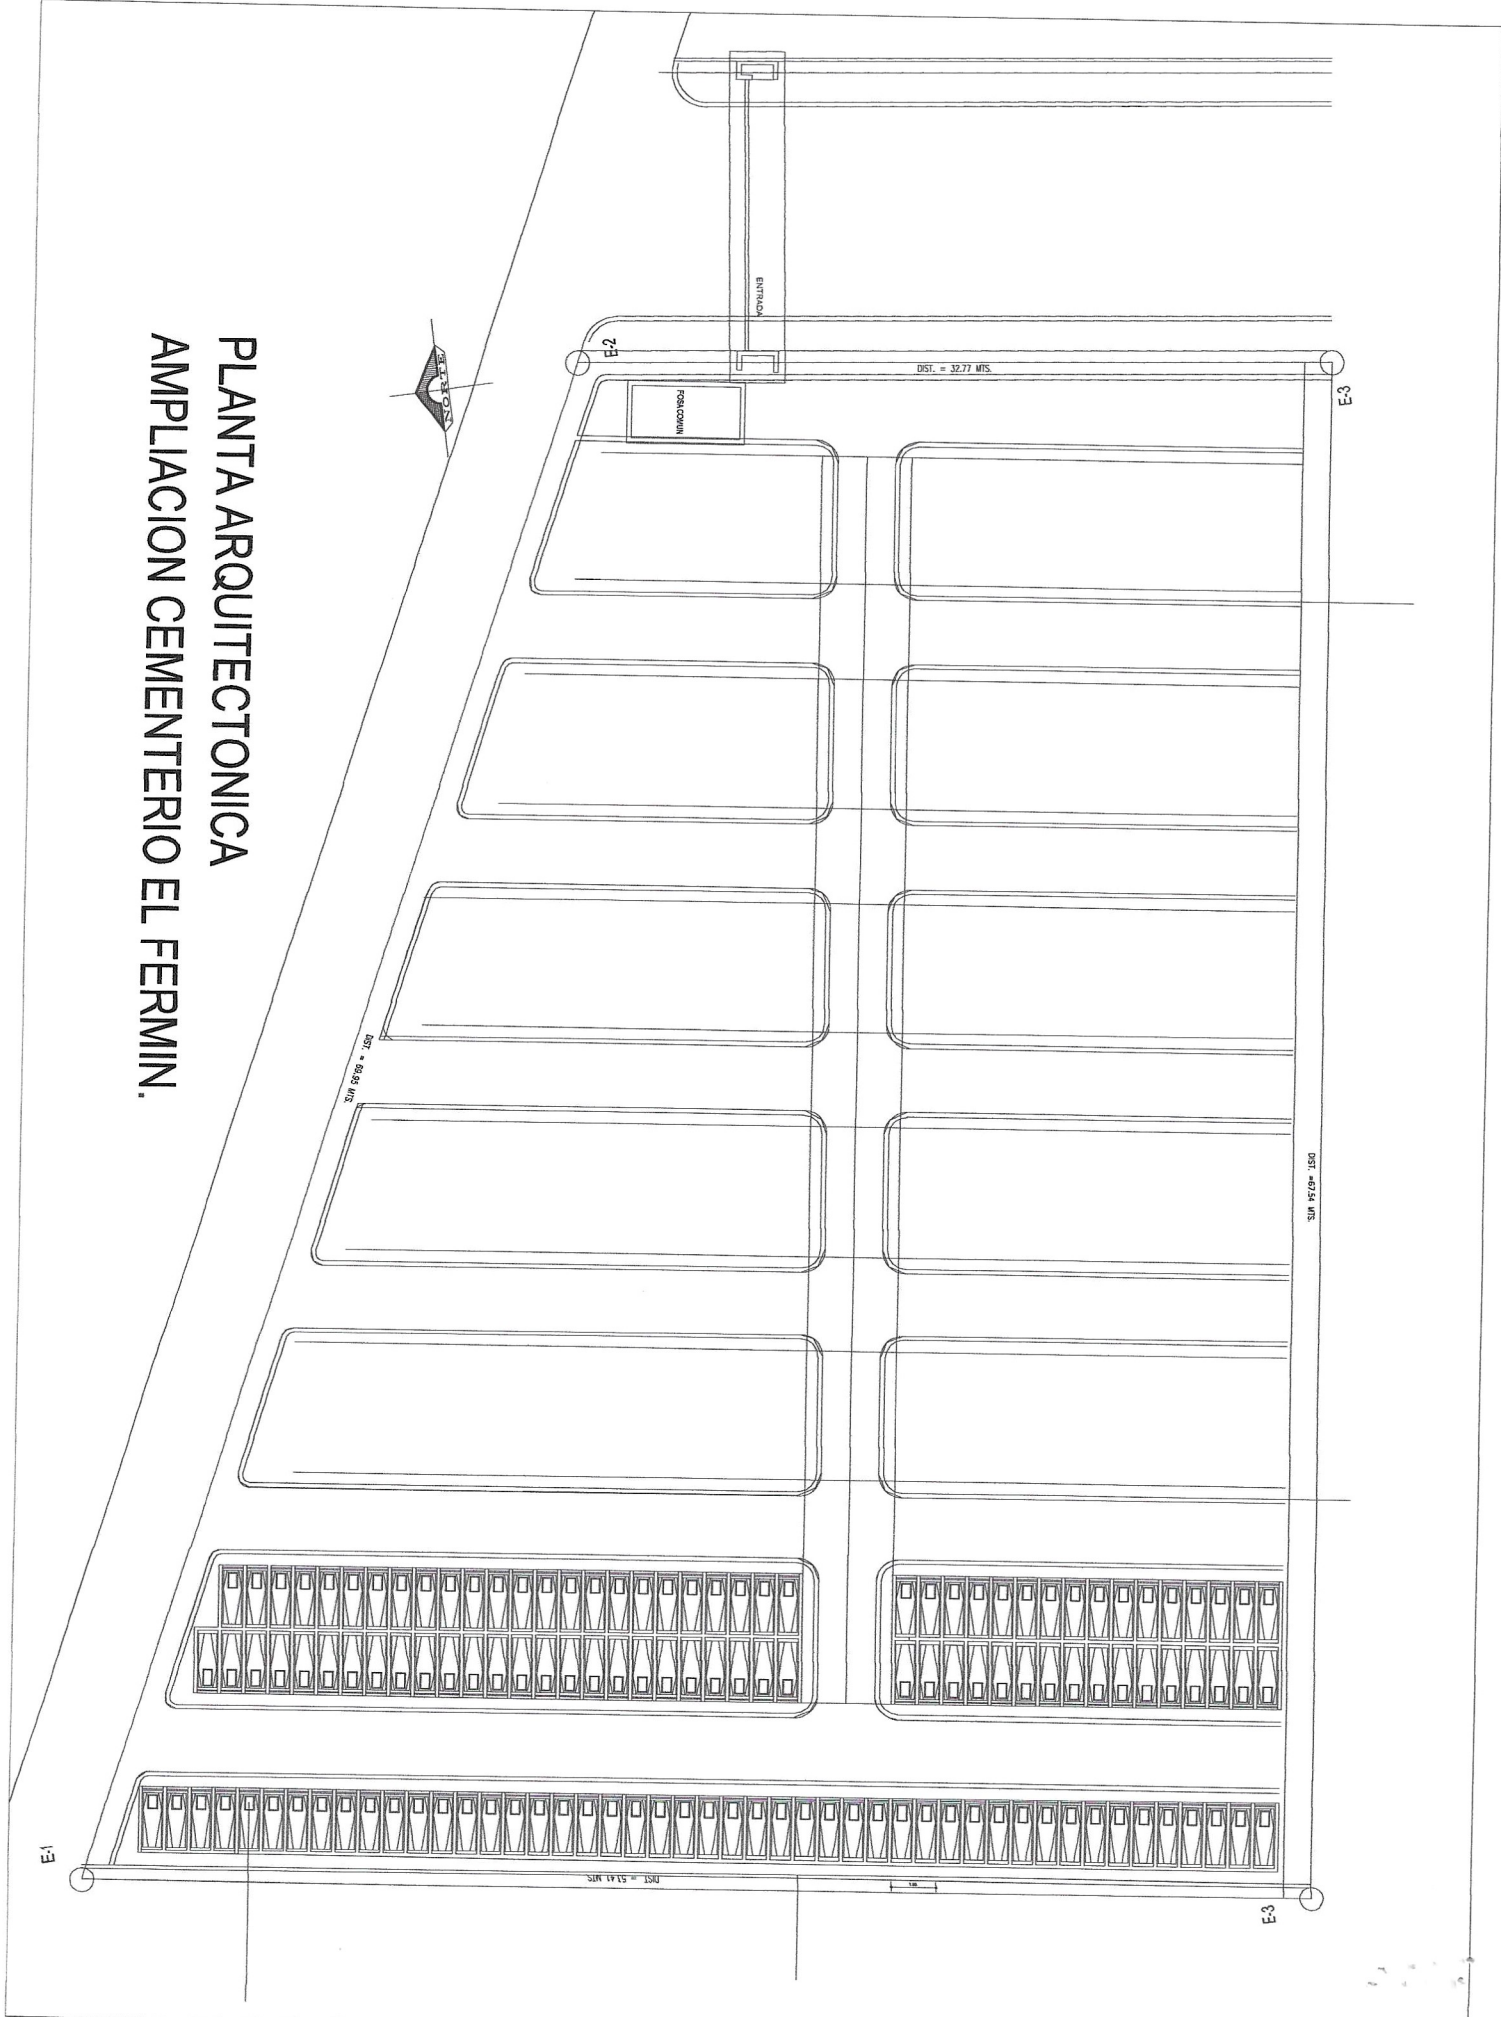 ENTRADA
E-2
E-3
DIST. = 32.77 MTS.
FOSA COMUN
NORTE
DIST. = 69.95 MTS.
DIST. =67.54 MTS.
DIST = 53.41 MTS
E-1
E-3
PLANTA ARQUITECTONICA
AMPLIACION CEMENTERIO EL FERMIN.